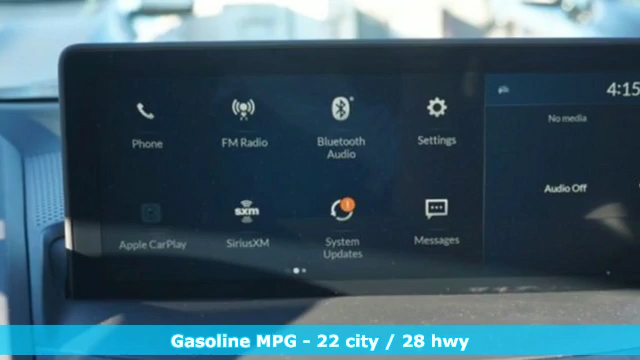 4:15
Phone
FM Radio
Bluetooth
Audio
Settings
No media
Audio Off
Apple CarPlay
sxm
SiriusXM
System
Updates
Messages
Gasoline MPG - 22 city / 28 hwy